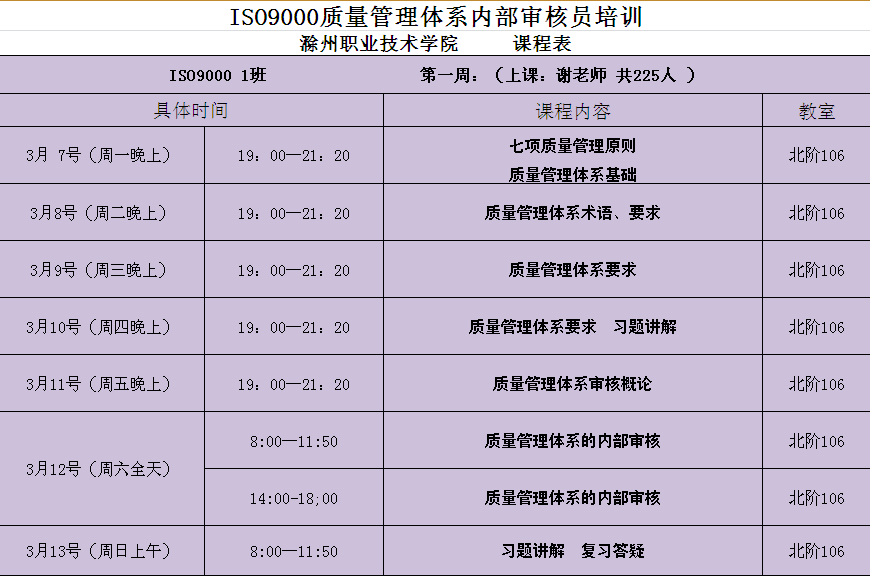 ISO9000质量管理体系内部审核员培训
滁州职业技术学院 课程表
ISO9000 1班 第一周：（上课：谢老师 共225人 ）
具体时间 课程内容 教室
3月 7号（周一晚上） 19：00—21：20 七项质量管理原则
质量管理体系基础 北阶106
3月8号（周二晚上） 19：00—21：20 质量管理体系术语、要求 北阶106
3月9号（周三晚上） 19：00—21：20 质量管理体系要求 北阶106
3月10号（周四晚上） 19：00—21：20 质量管理体系要求 习题讲解 北阶106
3月11号（周五晚上） 19：00—21：20 质量管理体系审核概论 北阶106
3月12号（周六全天） 8:00—11:50 质量管理体系的内部审核 北阶106
14:00-18;00 质量管理体系的内部审核 北阶106
3月13号（周日上午） 8:00—11:50 习题讲解 复习答疑 北阶106